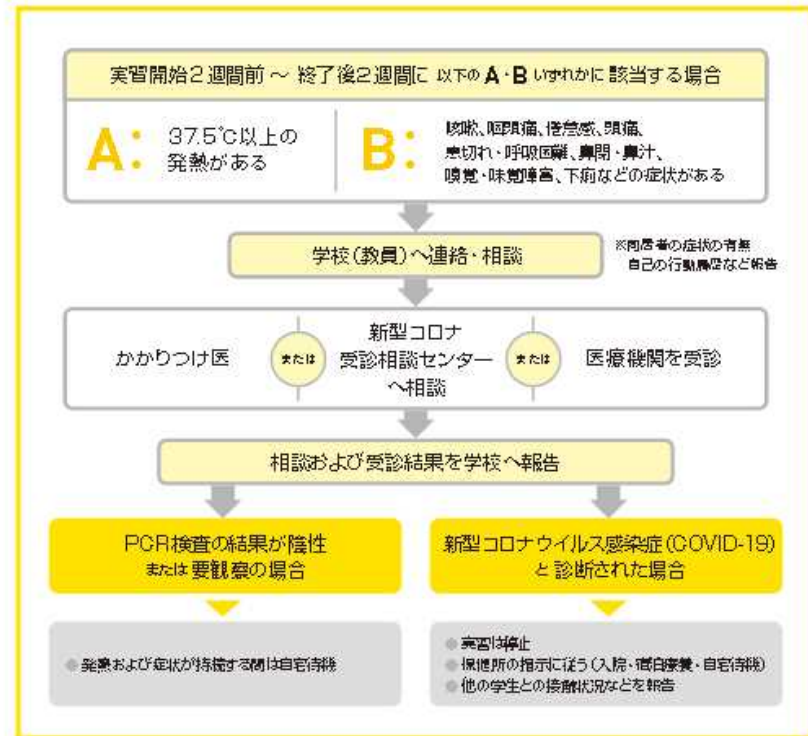 実習開始2週間前 ~ 終了後2週間に 以下の A・B いずれかに 該当する場合
A:
37.5℃以上の
発熱がある
B:
咳嗽、咽頭痛、倦怠感、頭痛、
息切れ・呼吸困難、鼻閉・鼻汁、
嗅覚・味覚障害、下痢などの症状がある
学校(教員)へ連絡・相談
※同居者の症状の有無
自己の行動履歴など報告
かかりつけ医
または
新型コロナ
受診相談センター
へ相談
または
医療機関を受診
相談および受診結果を学校へ報告
PCR検査の結果が陰性
または要観察の場合
新型コロナウイルス感染症(COVID-19)
と診断された場合
発熱および症状が持続する間は自宅待機
実習は停止
保健所の指示に従う(入院・宿泊療養・自宅待機)
他の学生との接触状況などを報告